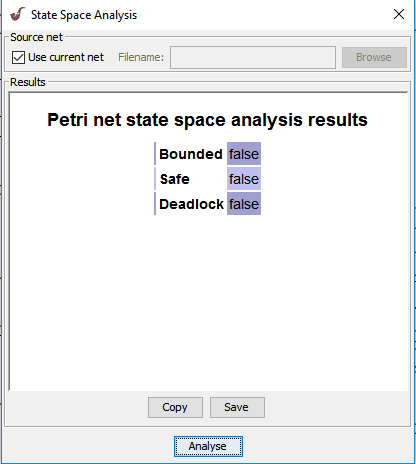 State Space Analysis
Source net
Use current net Filename: Browse
Results
Petri net state space analysis results
Bounded false
Safe false
Deadlock false
Copy Save
Analyse